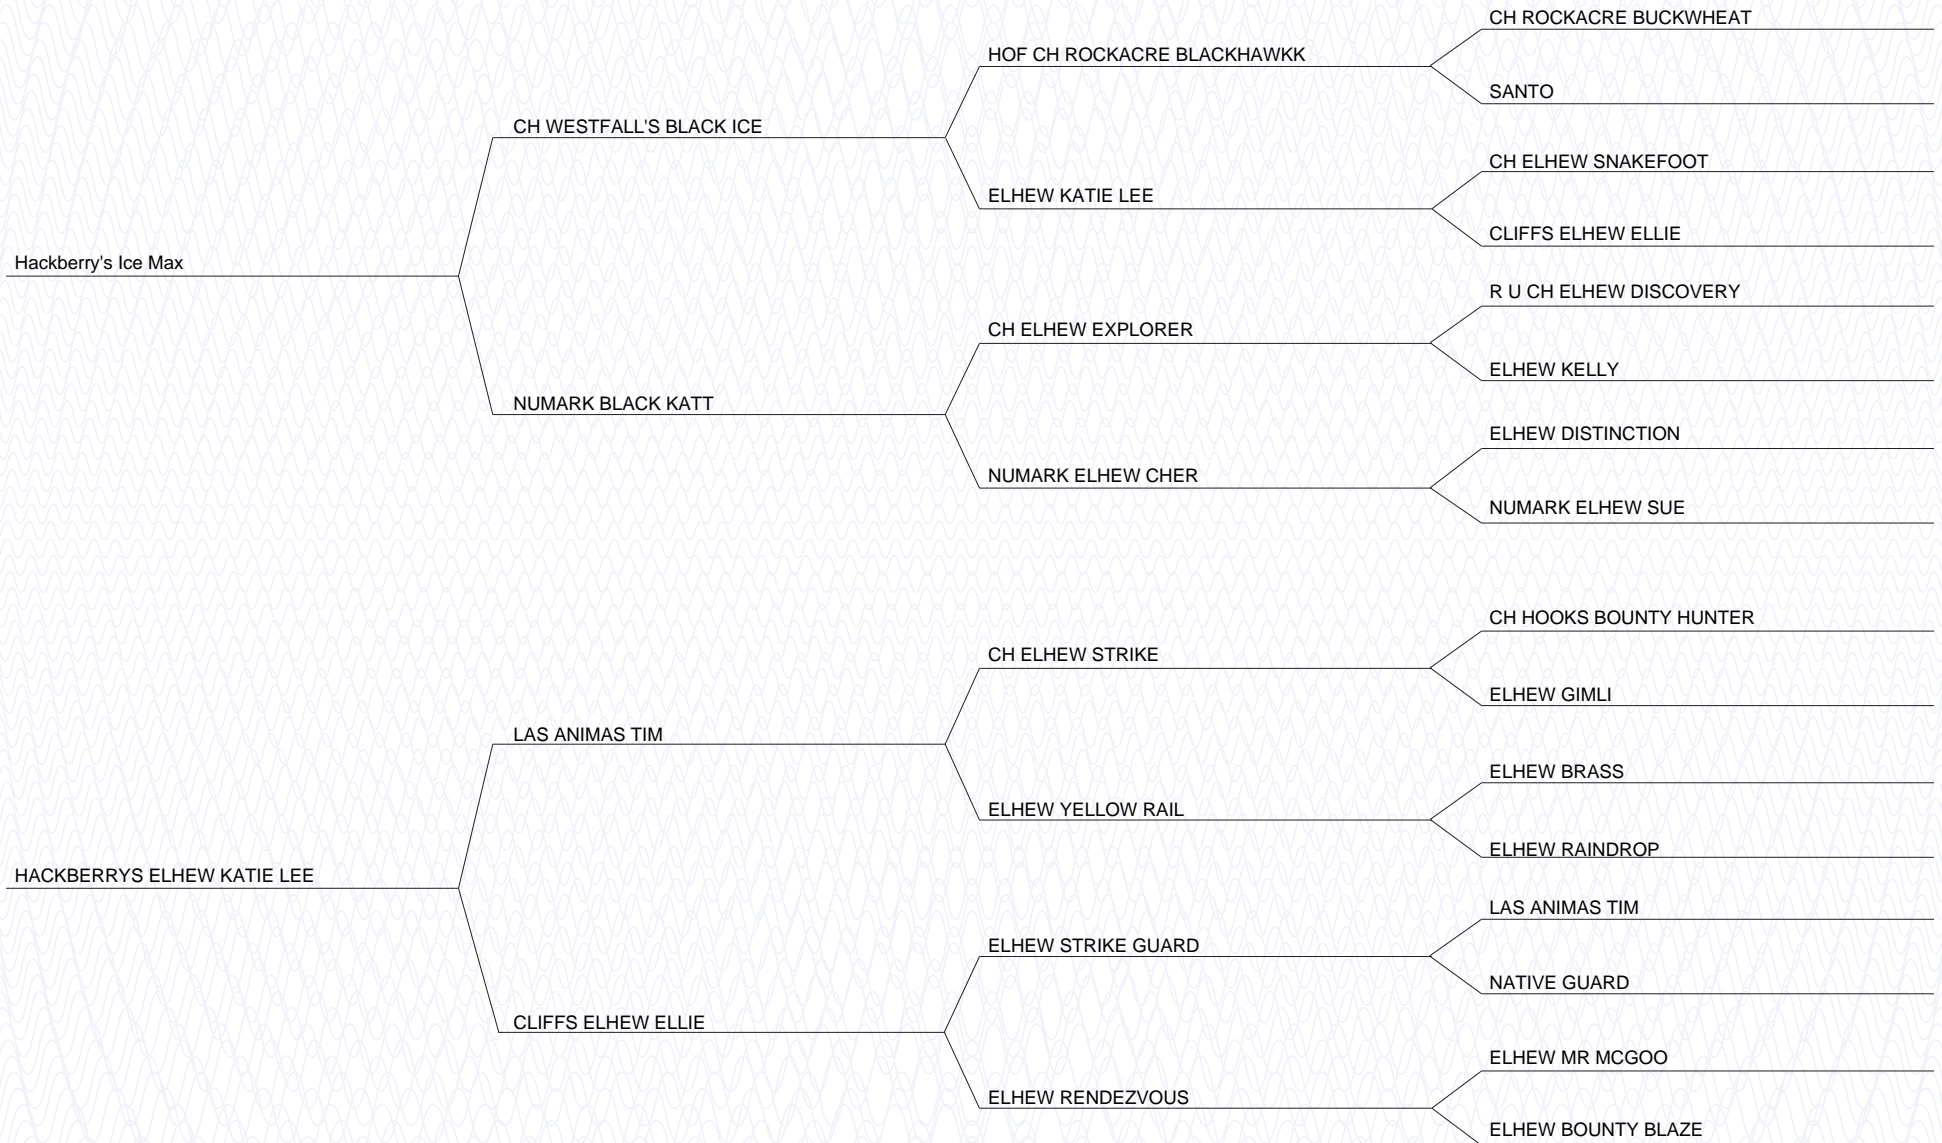 CH ROCKACRE BUCKWHEAT
HOF CH ROCKACRE BLACKHAWKK
SANTO
CH WESTFALL'S BLACK ICE
CH ELHEW SNAKEFOOT
ELHEW KATIE LEE
CLIFFS ELHEW ELLIE
Hackberry's Ice Max
R U CH ELHEW DISCOVERY
CH ELHEW EXPLORER
ELHEW KELLY
NUMARK BLACK KATT
ELHEW DISTINCTION
NUMARK ELHEW CHER
NUMARK ELHEW SUE
CH HOOKS BOUNTY HUNTER
CH ELHEW STRIKE
ELHEW GIMLI
LAS ANIMAS TIM
ELHEW BRASS
ELHEW YELLOW RAIL
ELHEW RAINDROP
HACKBERRYS ELHEW KATIE LEE
LAS ANIMAS TIM
ELHEW STRIKE GUARD
NATIVE GUARD
CLIFFS ELHEW ELLIE
ELHEW MR MCGOO
ELHEW RENDEZVOUS
ELHEW BOUNTY BLAZE